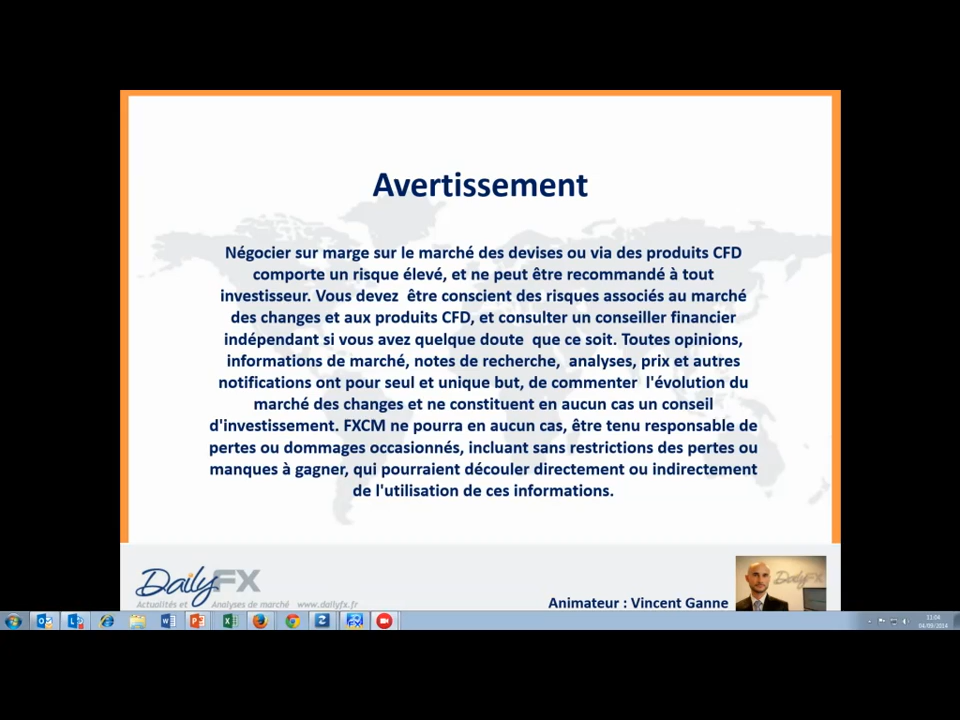 Avertissement
Négocier sur marge sur le marché des devises ou via des produits CFD
comporte un risque élevé, et ne peut être recommandé à tout
investisseur. Vous devez être conscient des risques associés au marché
des changes et aux produits CFD, et consulter un conseiller financier
indépendant si vous avez quelque doute que ce soit. Toutes opinions,
informations de marché, notes de recherche, analyses, prix et autres
notifications ont pour seul et unique but, de commenter l'évolution du
marché des changes et ne constituent en aucun cas un conseil
d'investissement. FXCM ne pourra en aucun cas, être tenu responsable de
pertes ou dommages occasionnés, incluant sans restrictions des pertes ou
manques à gagner, qui pourraient découler directement ou indirectement
de l'utilisation de ces informations.
DailyFX
DailyFX
Actualités et Analyses de marché www.dailyfx.fr
Animateur : Vincent Ganne
11:04
04/09/2014